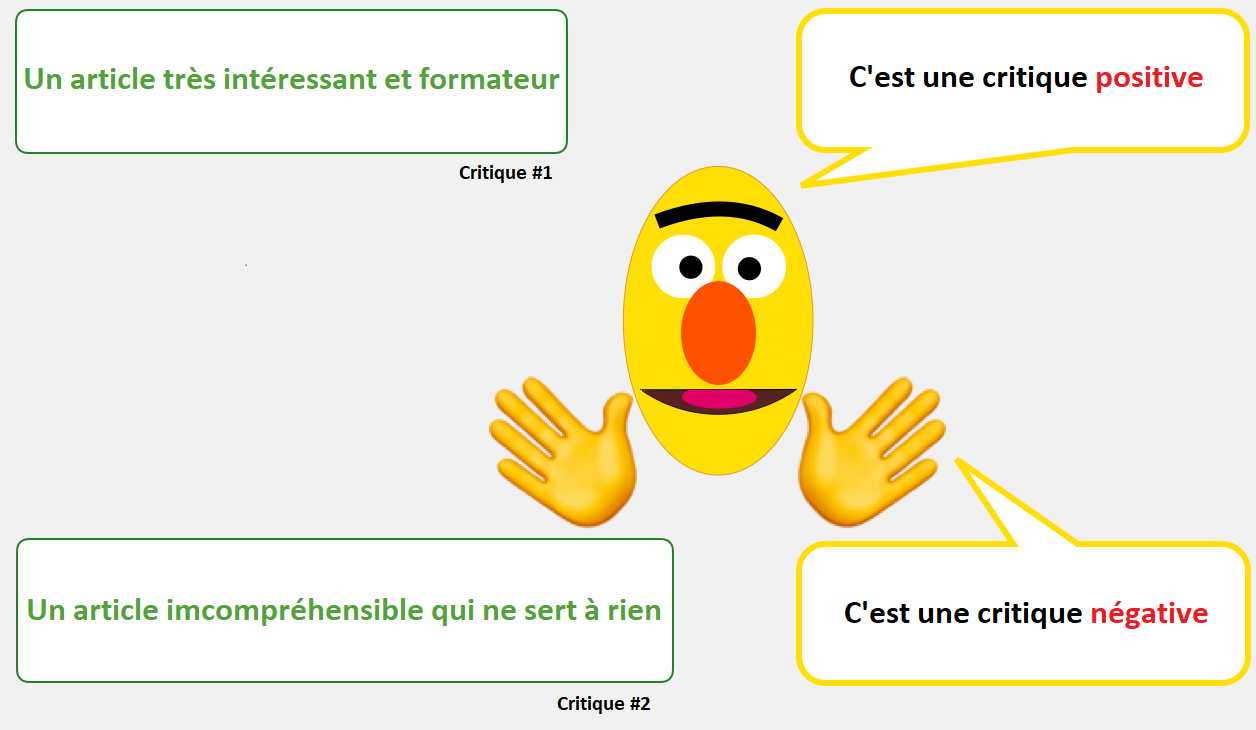 Un article très intéressant et formateur
C'est une critique positive
Critique #1
Un article imcompréhensible qui ne sert à rien
C'est une critique négative
Critique #2